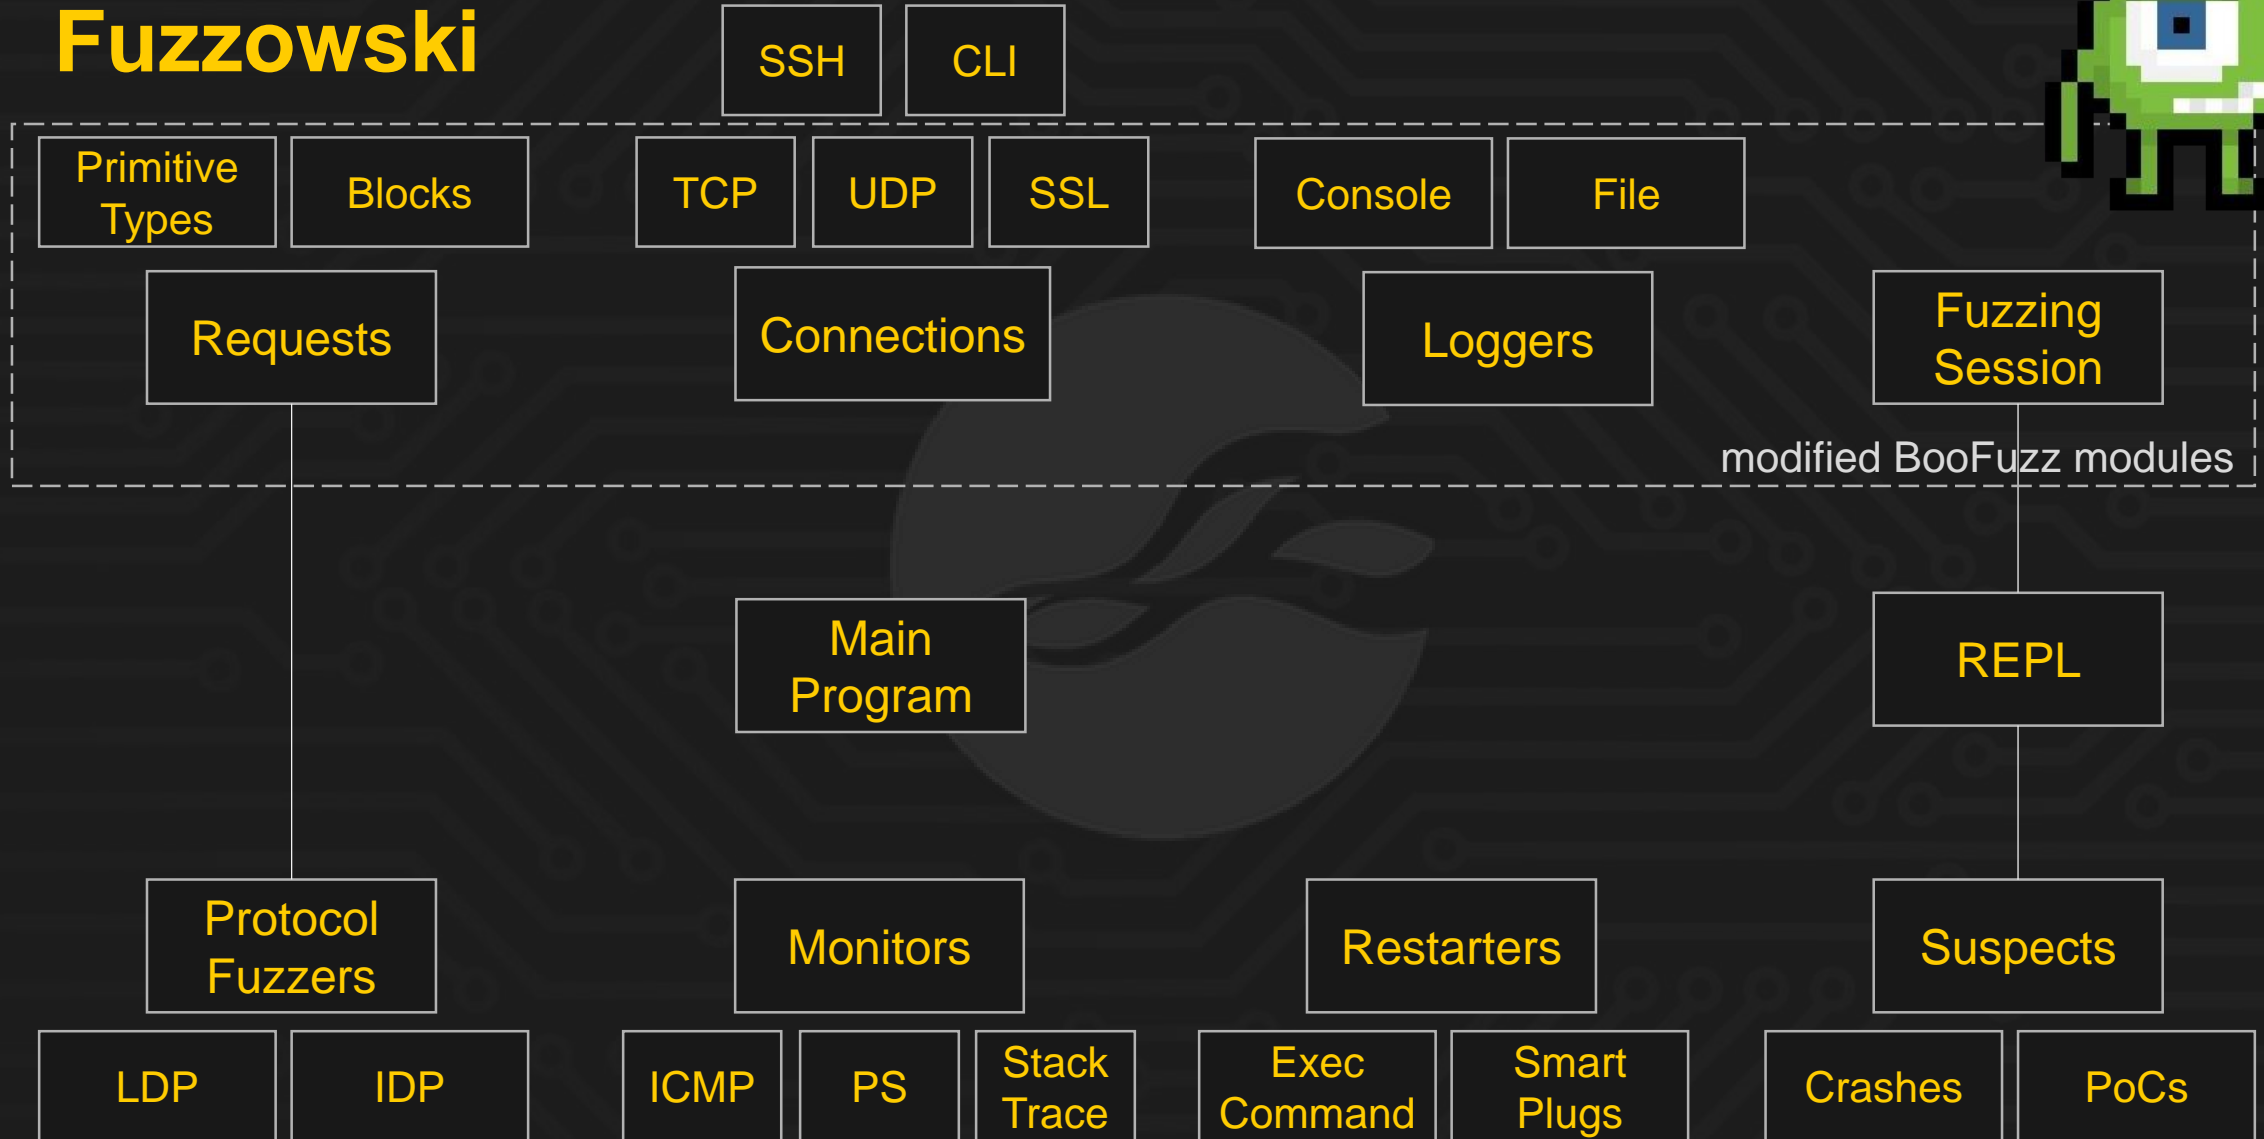 Fuzzowski
SSH
CLI
Primitive
Types
Blocks
TCP
UDP
SSL
Console
File
Requests
Connections
Loggers
Fuzzing
Session
modified BooFuzz modules
Main
Program
REPL
Protocol
Fuzzers
Monitors
Restarters
Suspects
LDP
IDP
ICMP
PS
Stack
Trace
Exec
Command
Smart
Plugs
Crashes
PoCs